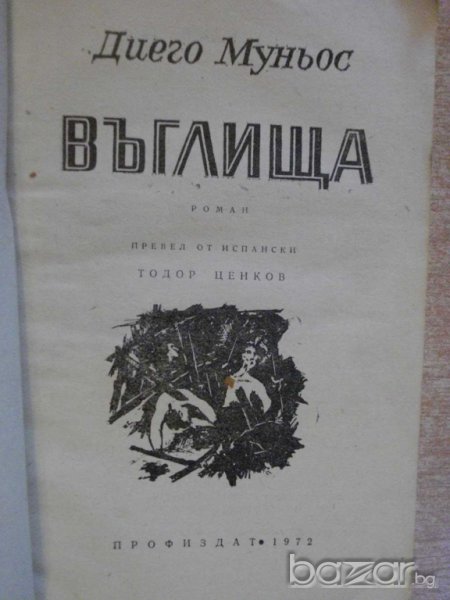 Диего Муньос
ВЪГЛИЩА
РОМАН
ПРЕВЕЛ ОТ ИСПАНСКИ
ТОДОР ЦЕНКОВ
ПРОФИЗДАТ • 1972
bazar.bg